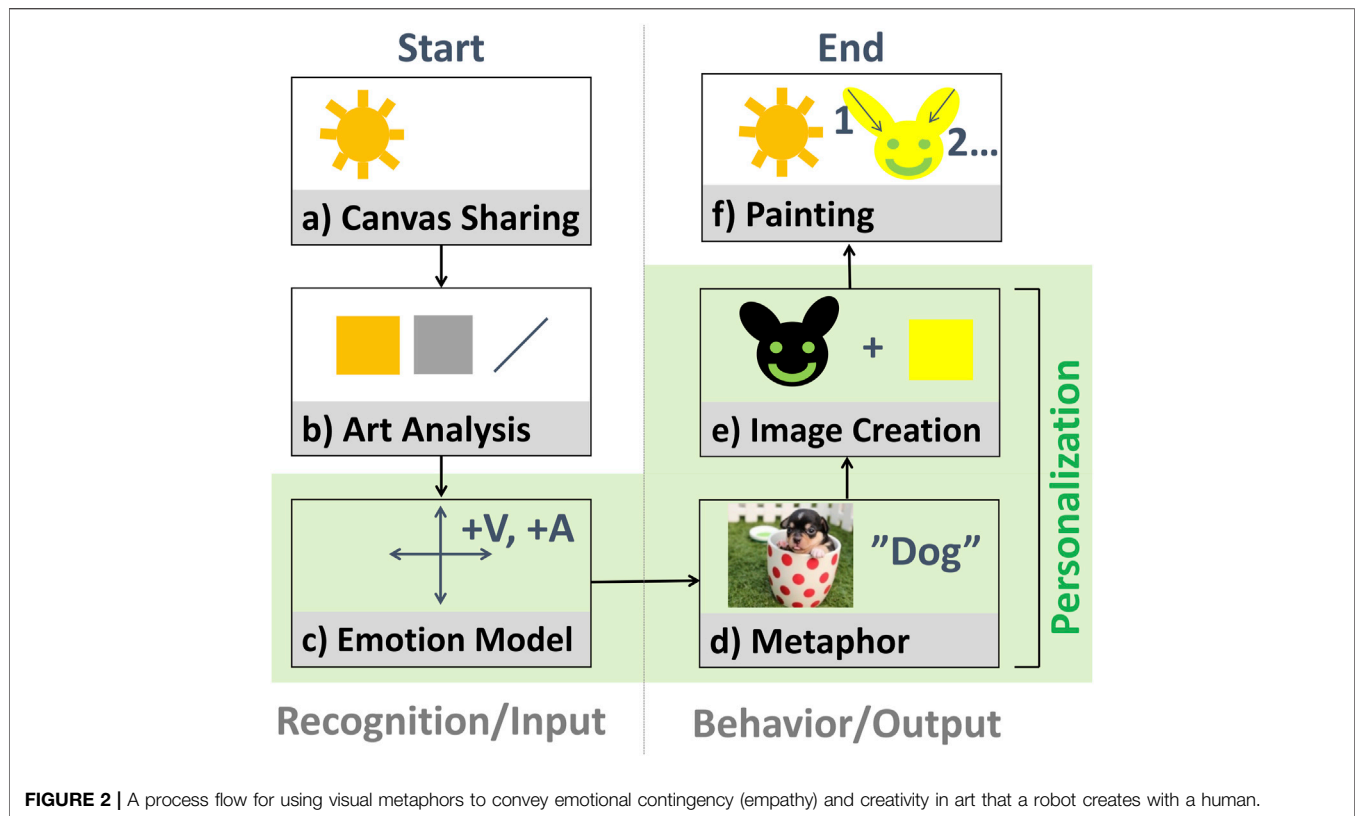 Start
End
a) Canvas Sharing
1
2...
f) Painting
b) Art Analysis
+
e) Image Creation
+V, +A
c) Emotion Model
”Dog”
d) Metaphor
Personalization
Recognition/Input
Behavior/Output
FIGURE 2 | A process flow for using visual metaphors to convey emotional contingency (empathy) and creativity in art that a robot creates with a human.